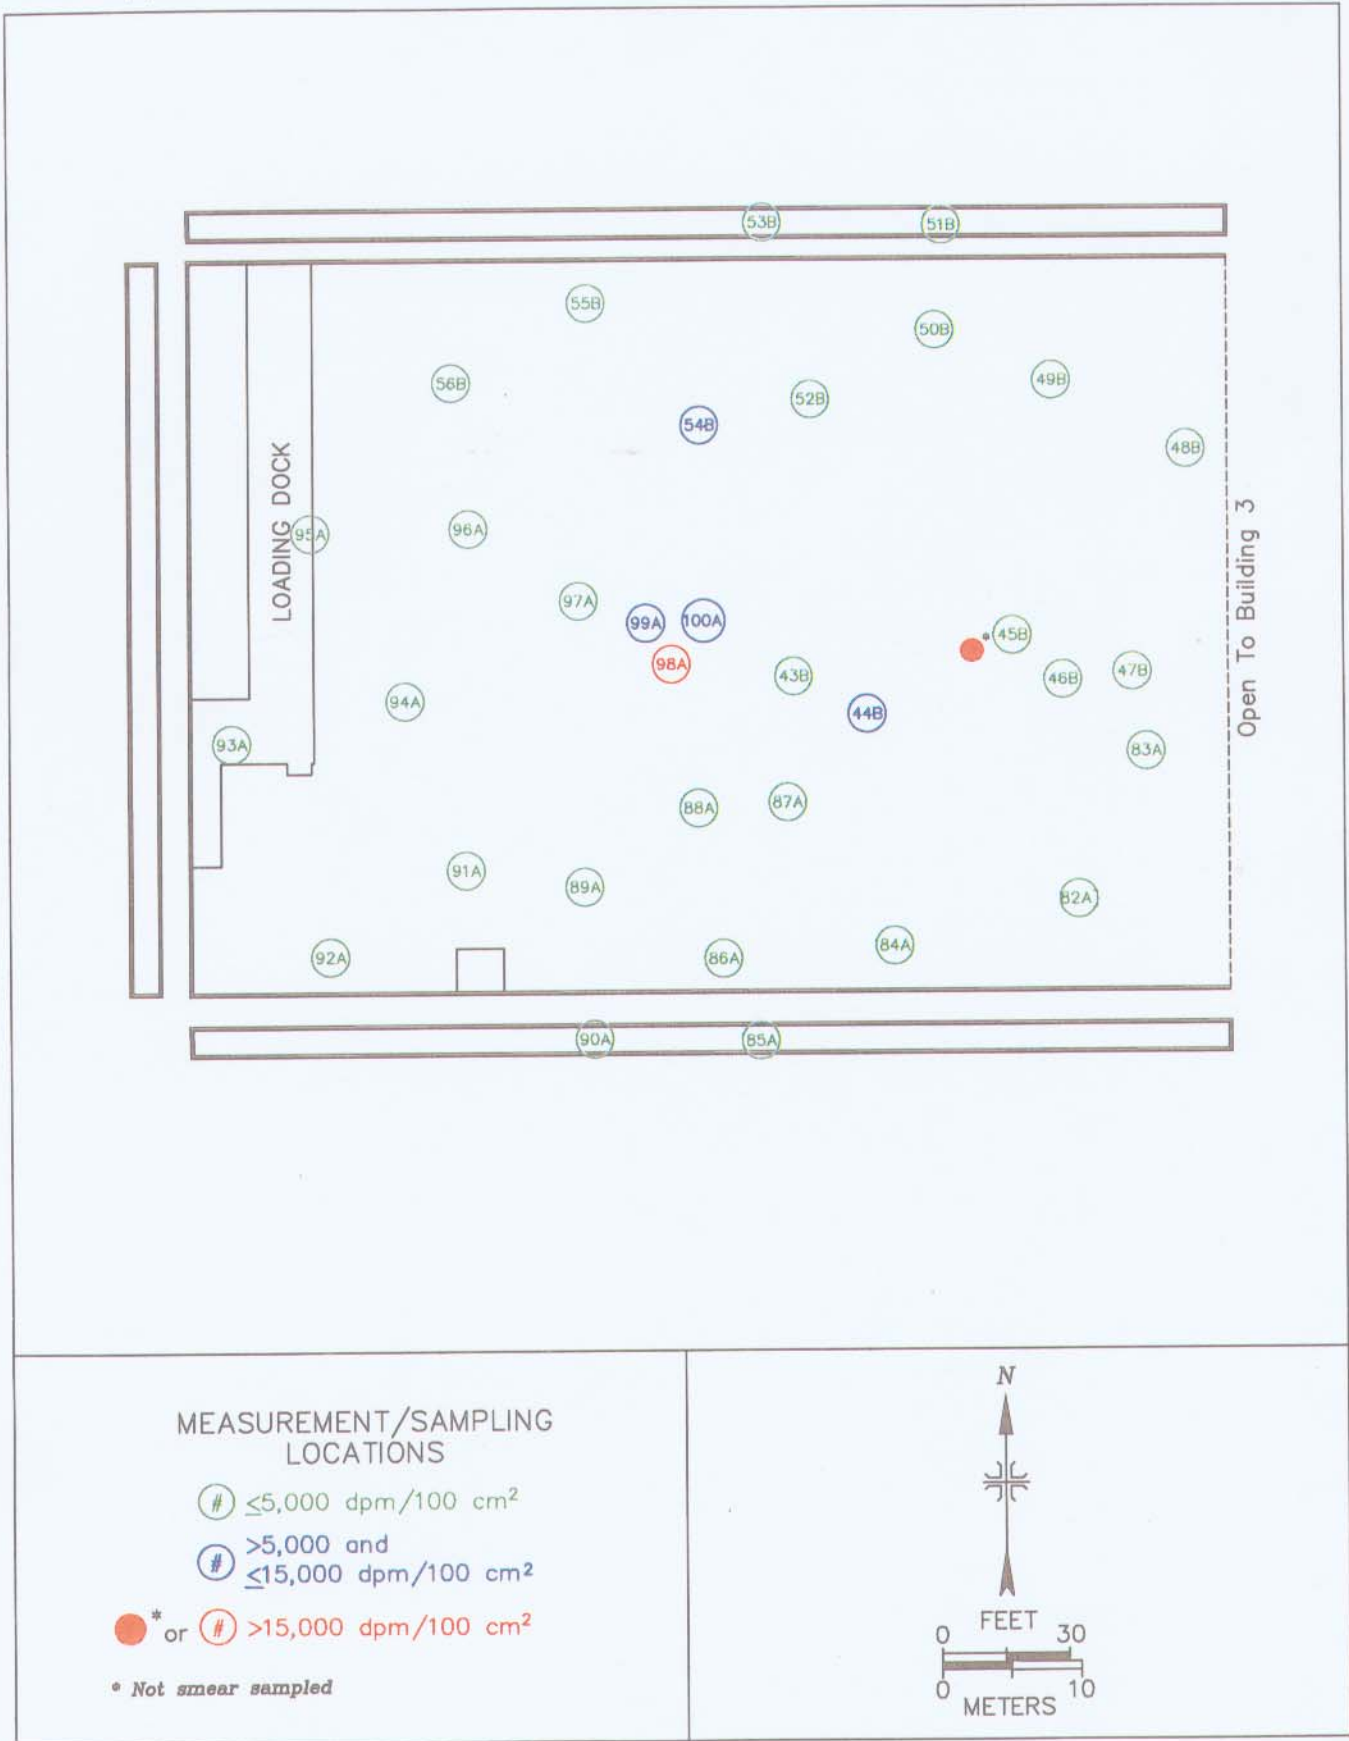 53B 51B
55B
50B
56B
49B
52B
54B
48B
LOADING DOCK
95A 96A
Open To Building 3
97A
99A 100A
* 45B
98A
43B 46B 47B
94A
44B
93A
83A
88A 87A
91A
89A
82A
92A 86A 84A
90A 85A
MEASUREMENT/SAMPLING
LOCATIONS
# ≤5,000 dpm/100 cm²
# >5,000 and
≤15,000 dpm/100 cm²
* or # >15,000 dpm/100 cm²
* Not smear sampled
N
FEET
0 30
0 10
METERS